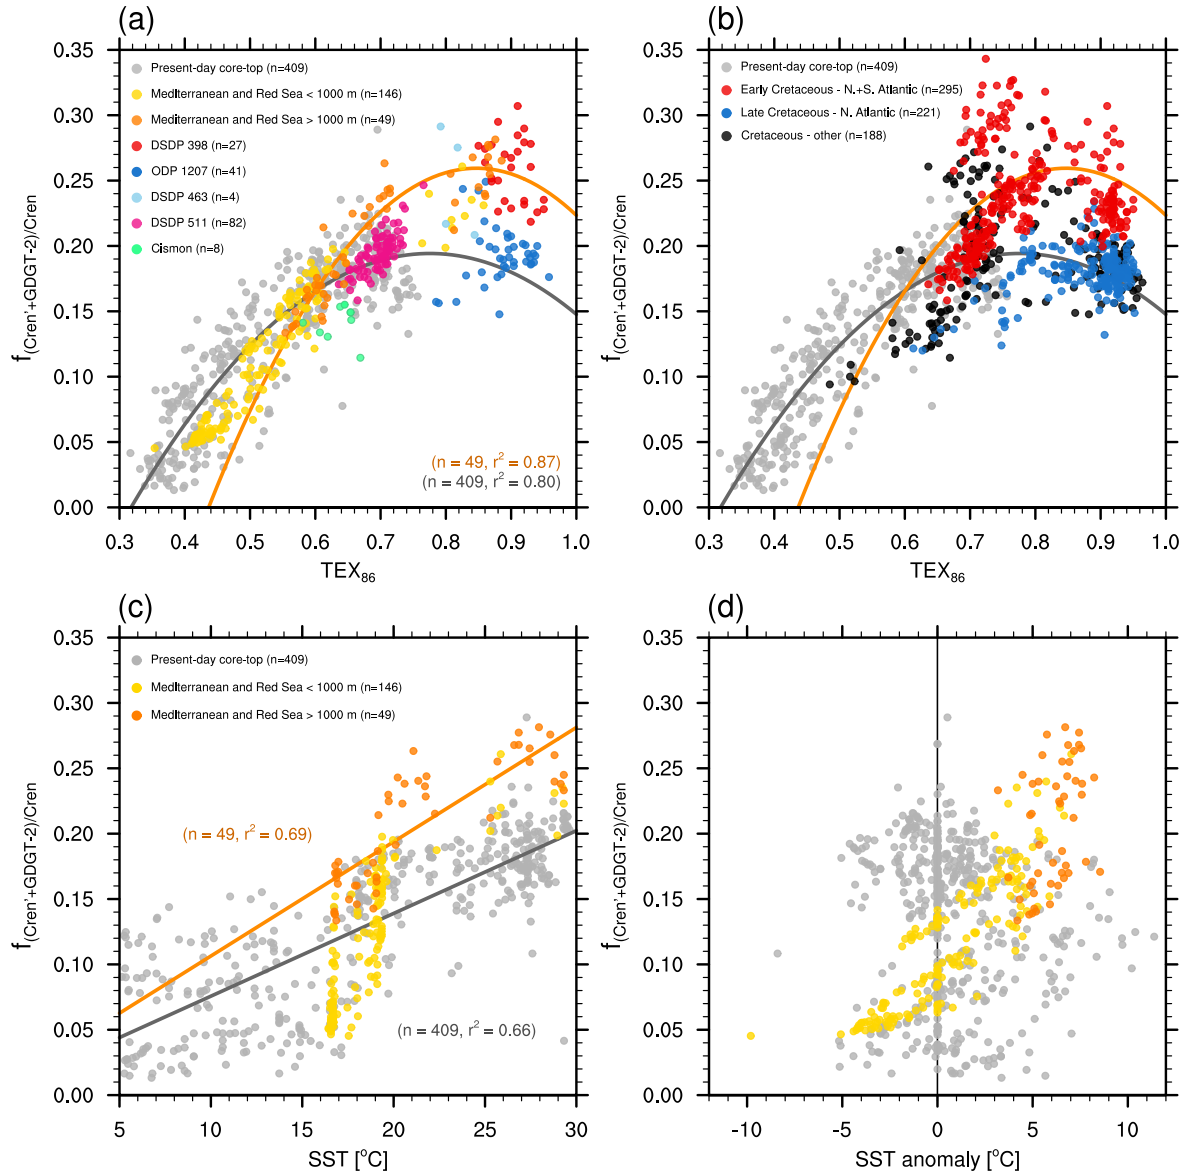 (a)
0.35
0.30
0.25
0.20
0.15
0.10
0.05
0.00
f(Cren'+GDGT-2)/Cren
Present-day core-top (n=409)
Mediterranean and Red Sea < 1000 m (n=146)
Mediterranean and Red Sea > 1000 m (n=49)
DSDP 398 (n=27)
ODP 1207 (n=41)
DSDP 463 (n=4)
DSDP 511 (n=82)
Cismon (n=8)
(n = 49, r² = 0.87)
(n = 409, r² = 0.80)
0.3 0.4 0.5 0.6 0.7 0.8 0.9 1.0
TEX₈₆
(b)
0.35
0.30
0.25
0.20
0.15
0.10
0.05
0.00
f(Cren'+GDGT-2)/Cren
Present-day core-top (n=409)
Early Cretaceous - N.+S. Atlantic (n=295)
Late Cretaceous - N. Atlantic (n=221)
Cretaceous - other (n=188)
0.3 0.4 0.5 0.6 0.7 0.8 0.9 1.0
TEX₈₆
(c)
0.35
0.30
0.25
0.20
0.15
0.10
0.05
0.00
f(Cren'+GDGT-2)/Cren
Present-day core-top (n=409)
Mediterranean and Red Sea < 1000 m (n=146)
Mediterranean and Red Sea > 1000 m (n=49)
(n = 49, r² = 0.69)
(n = 409, r² = 0.66)
5 10 15 20 25 30
SST [°C]
(d)
0.35
0.30
0.25
0.20
0.15
0.10
0.05
0.00
f(Cren'+GDGT-2)/Cren
-10 -5 0 5 10
SST anomaly [°C]